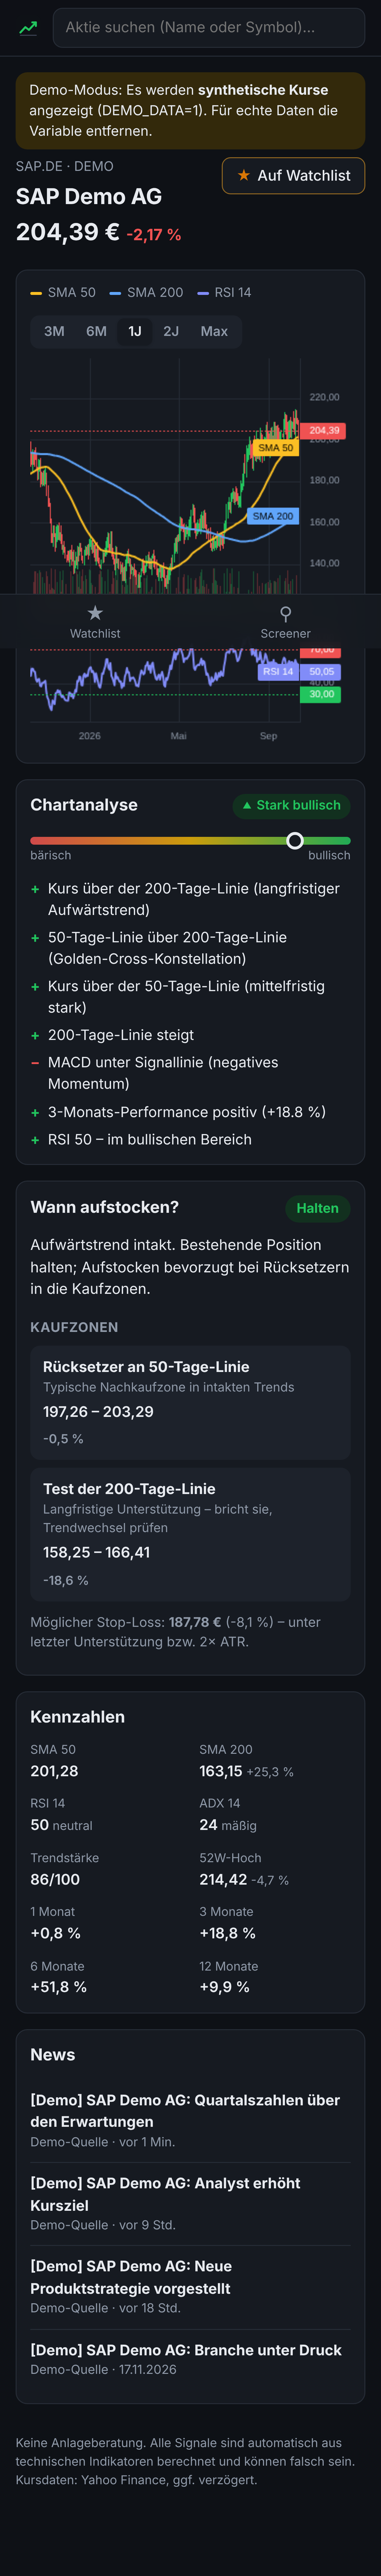 Aktie suchen (Name oder Symbol)...
Demo-Modus: Es werden synthetische Kurse
angezeigt (DEMO_DATA=1). Für echte Daten die
Variable entfernen.
SAP.DE · DEMO
SAP Demo AG
204,39 € -2,17 %
★ Auf Watchlist
SMA 50 SMA 200 RSI 14
3M 6M 1J 2J Max
220,00
204,39
200,00
SMA 50
180,00
SMA 200
160,00
140,00
Watchlist
Screener
70,00
RSI 14 50,05
40,00
30,00
2026 Mai Sep
Chartanalyse
▲ Stark bullisch
bärisch bullisch
+ Kurs über der 200-Tage-Linie (langfristiger
Aufwärtstrend)
+ 50-Tage-Linie über 200-Tage-Linie
(Golden-Cross-Konstellation)
+ Kurs über der 50-Tage-Linie (mittelfristig
stark)
+ 200-Tage-Linie steigt
− MACD unter Signallinie (negatives
Momentum)
+ 3-Monats-Performance positiv (+18.8 %)
+ RSI 50 – im bullischen Bereich
Wann aufstocken?
Halten
Aufwärtstrend intakt. Bestehende Position
halten; Aufstocken bevorzugt bei Rücksetzern
in die Kaufzonen.
KAUFZONEN
Rücksetzer an 50-Tage-Linie
Typische Nachkaufzone in intakten Trends
197,26 – 203,29
-0,5 %
Test der 200-Tage-Linie
Langfristige Unterstützung – bricht sie,
Trendwechsel prüfen
158,25 – 166,41
-18,6 %
Möglicher Stop-Loss: 187,78 € (-8,1 %) – unter
letzter Unterstützung bzw. 2× ATR.
Kennzahlen
SMA 50 SMA 200
201,28 163,15 +25,3 %
RSI 14 ADX 14
50 neutral 24 mäßig
Trendstärke 52W-Hoch
86/100 214,42 -4,7 %
1 Monat 3 Monate
+0,8 % +18,8 %
6 Monate 12 Monate
+51,8 % +9,9 %
News
[Demo] SAP Demo AG: Quartalszahlen über
den Erwartungen
Demo-Quelle · vor 1 Min.
[Demo] SAP Demo AG: Analyst erhöht
Kursziel
Demo-Quelle · vor 9 Std.
[Demo] SAP Demo AG: Neue
Produktstrategie vorgestellt
Demo-Quelle · vor 18 Std.
[Demo] SAP Demo AG: Branche unter Druck
Demo-Quelle · 17.11.2026
Keine Anlageberatung. Alle Signale sind automatisch aus
technischen Indikatoren berechnet und können falsch sein.
Kursdaten: Yahoo Finance, ggf. verzögert.